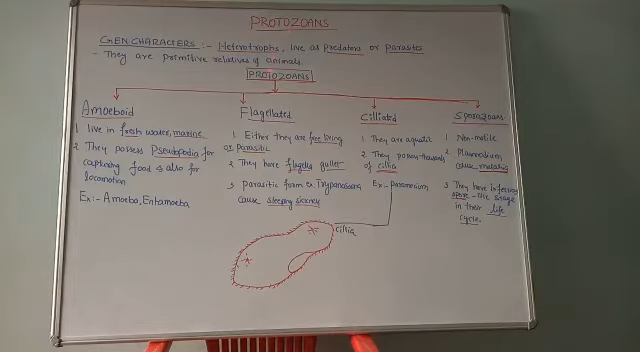 PROTOZOANS
GEN.CHARACTERS :- Heterotrophs, live as predators or parasites
- They are primitive relatives of animals.
PROTOZOANS
Amoeboid
1 live in fresh water, marine
2 They possess Pseudopodia for
capturing food & also for
locomotion
Ex:- Amoeba, Entamoeba
Flagellated
1 Either they are free living
or parasitic
2 They have flagella
3 parasitic form ex. Trypanosoma
cause sleeping sickness
Ciliated
1 They are aquatic
2 They possess
of cilia
Ex- paramoecium
cilia
Sporozoans
1 Non-motile
2 Plasmodium
cause malaria
3 They have infectious
spore-like stage
in their life
cycle.